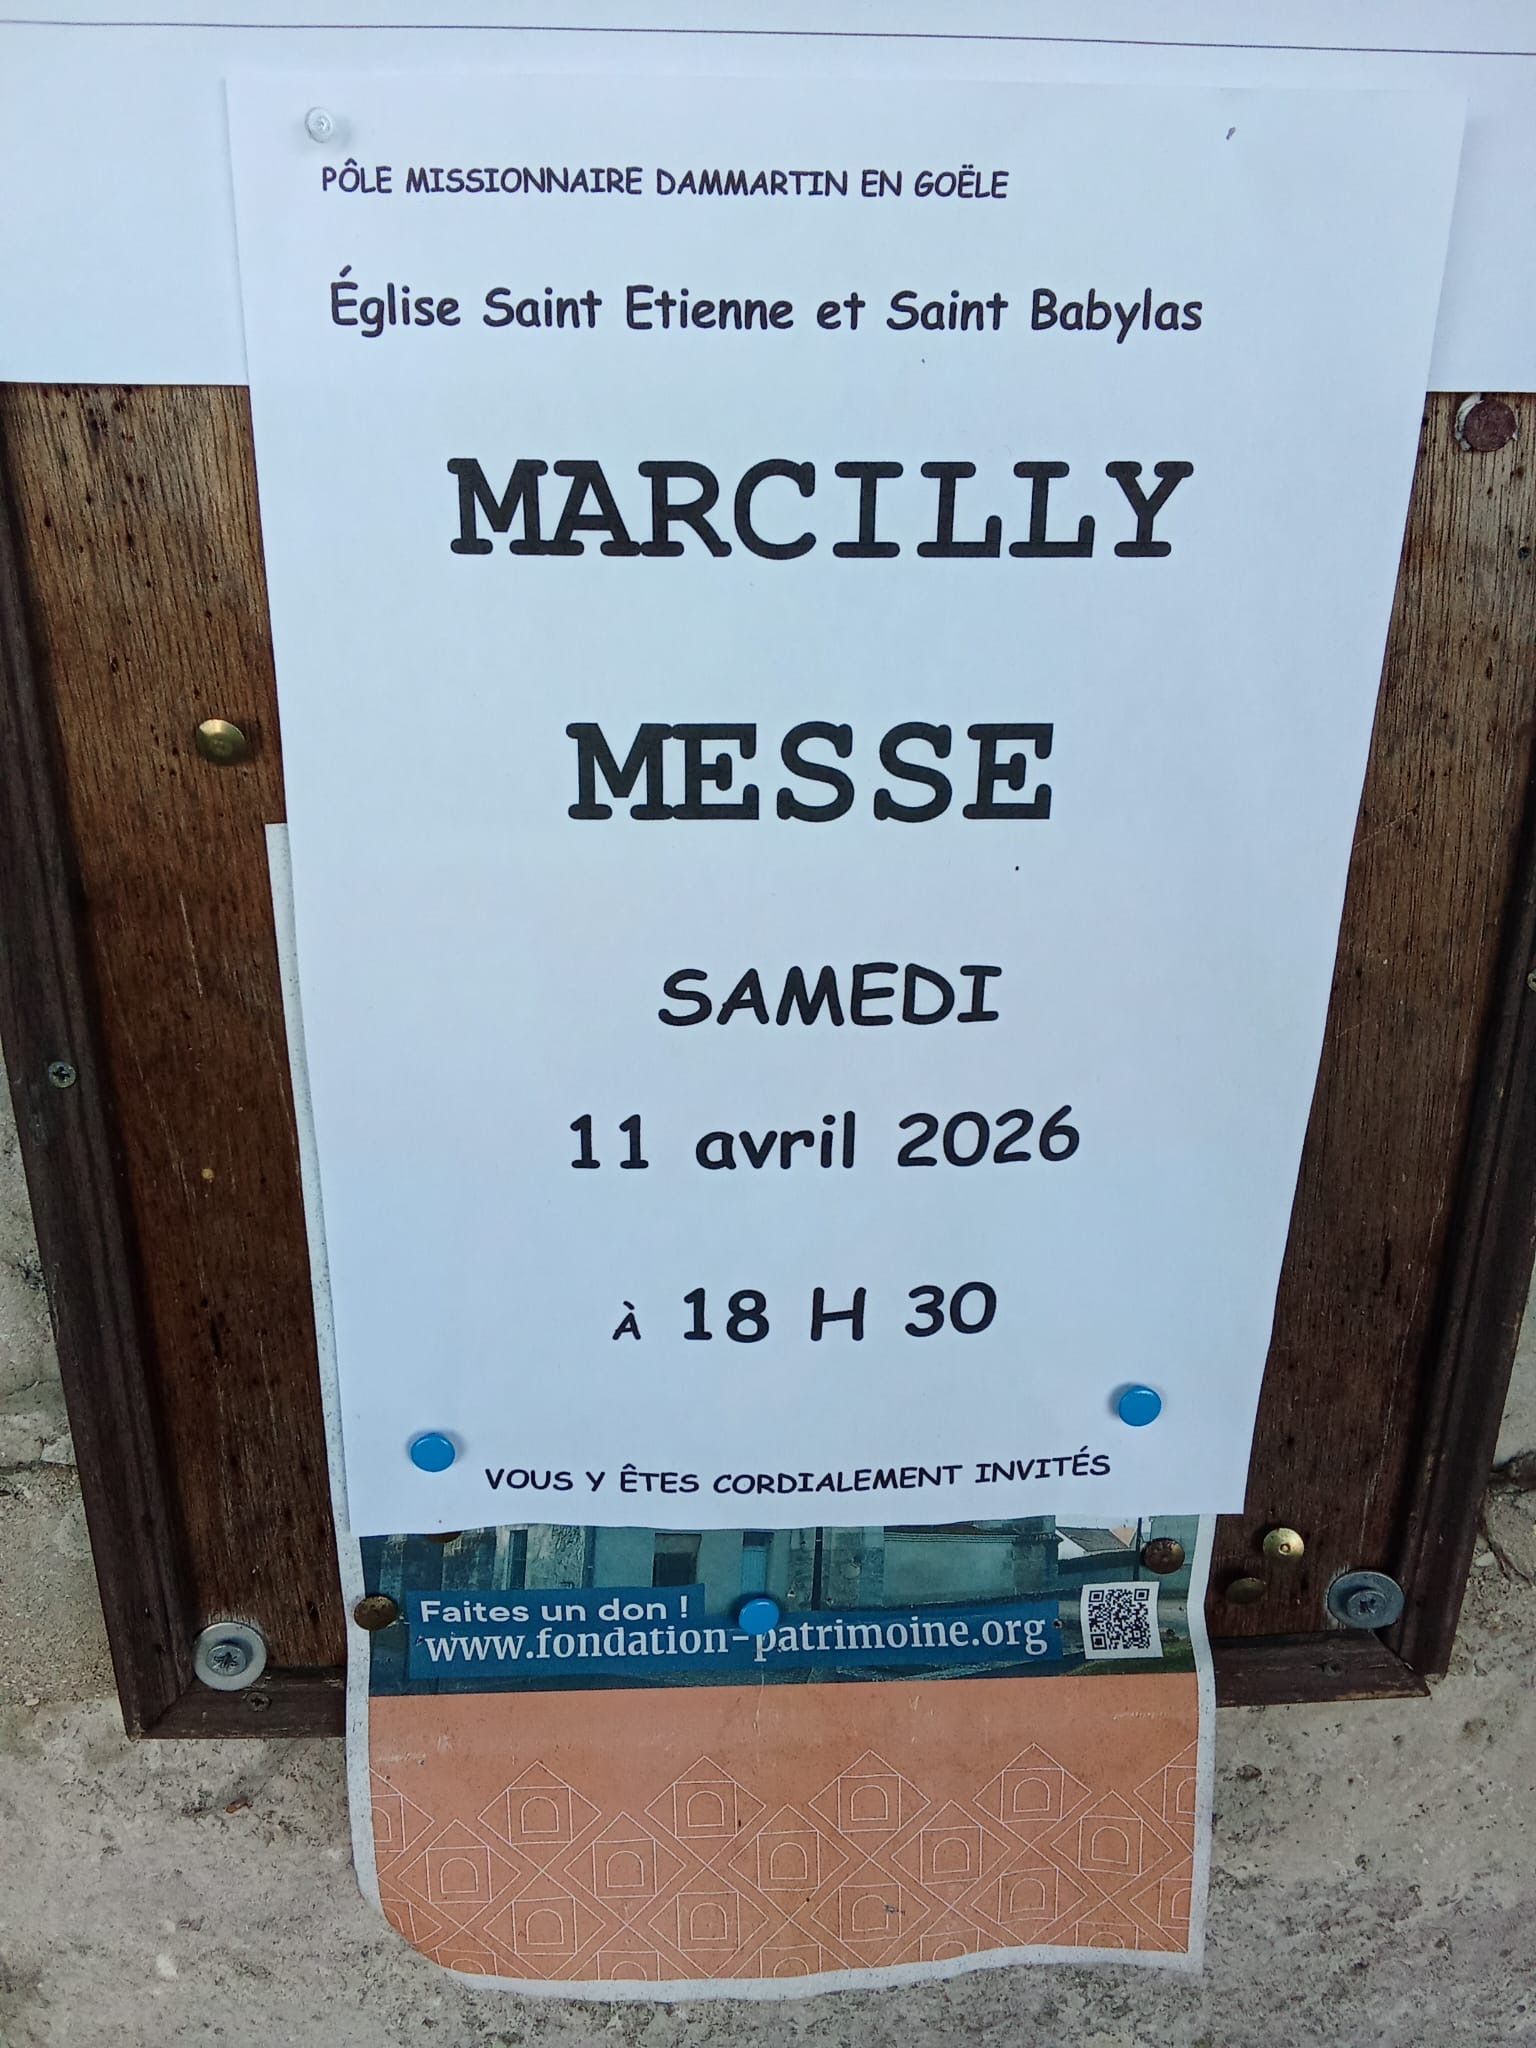 PÔLE MISSIONNAIRE DAMMARTIN EN GOËLE
Église Saint Etienne et Saint Babylas
MARCILLY
MESSE
SAMEDI
11 avril 2026
À 18 H 30
VOUS Y ÊTES CORDIALEMENT INVITÉS
Faites un don !
www.fondation-patrimoine.org